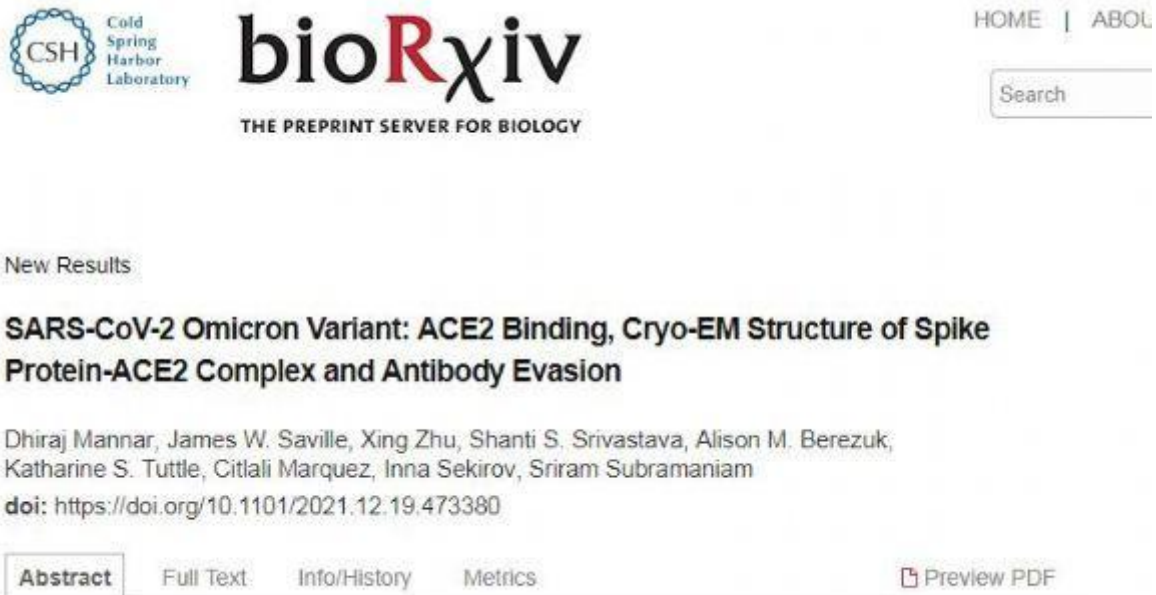 CSH
Cold
Spring
Harbor
Laboratory
bioRχiv
THE PREPRINT SERVER FOR BIOLOGY
HOME | ABOU
Search
New Results
SARS-CoV-2 Omicron Variant: ACE2 Binding, Cryo-EM Structure of Spike
Protein-ACE2 Complex and Antibody Evasion
Dhiraj Mannar, James W. Saville, Xing Zhu, Shanti S. Srivastava, Alison M. Berezuk,
Katharine S. Tuttle, Citlali Marquez, Inna Sekirov, Sriram Subramaniam
doi: https://doi.org/10.1101/2021.12.19.473380
Abstract Full Text Info/History Metrics Preview PDF